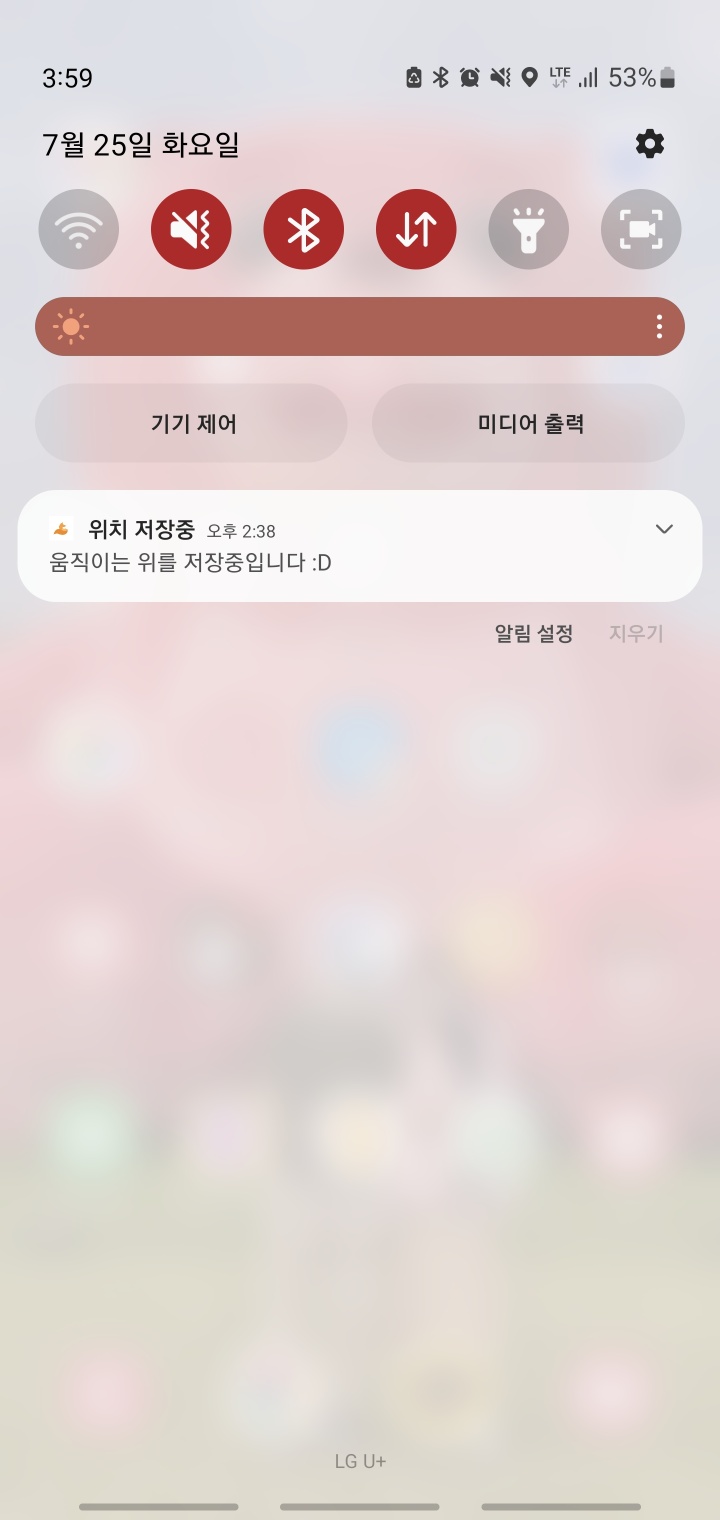 3:59 LTE 53%
7월 25일 화요일
기기 제어 미디어 출력
위치 저장중 오후 2:38
움직이는 위를 저장중입니다 :D
알림 설정 지우기
LG U+